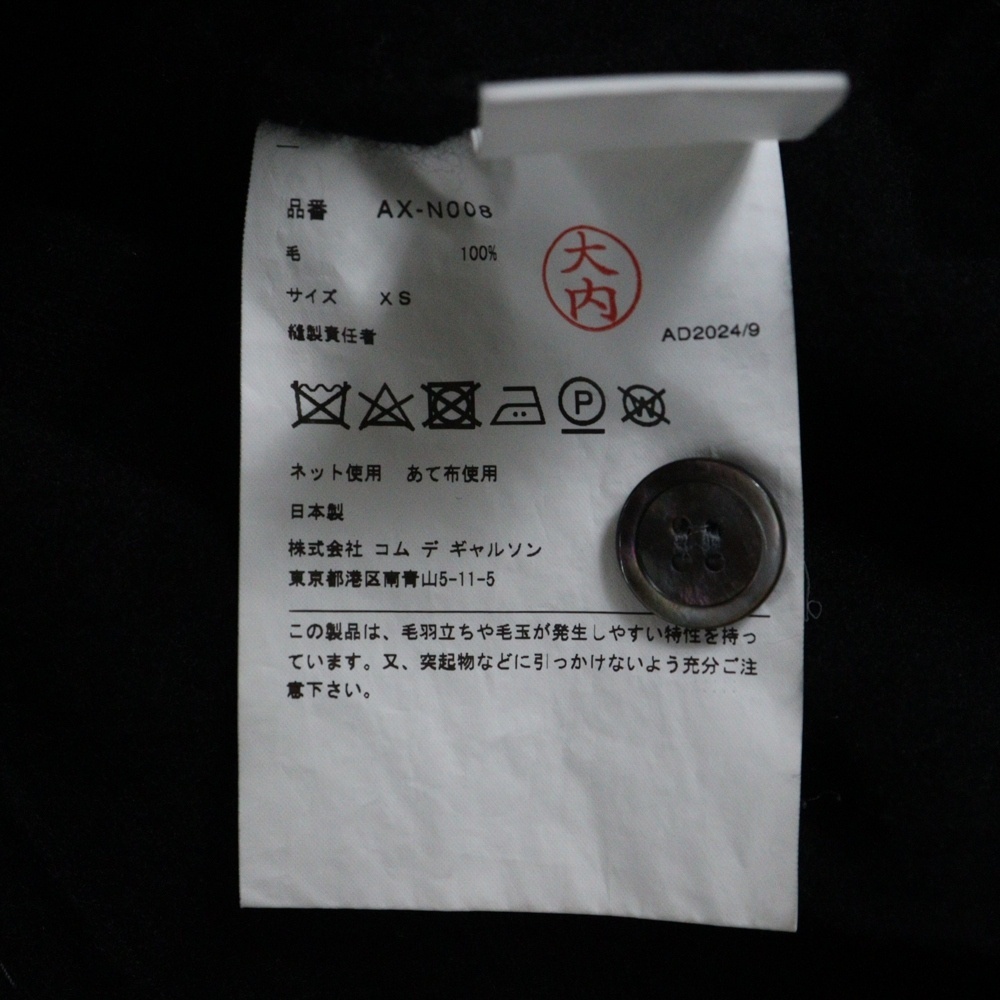 品番 AX-N008
毛 100%
サイズ XS
大内
縫製責任者
AD2024/9
P
W
ネット使用 あて布使用
日本製
株式会社 コム デ ギャルソン
東京都港区南青山5-11-5
この製品は、毛羽立ちや毛玉が発生しやすい特性を持っ
ています。又、突起物などに引っかけないよう充分ご注
意下さい。